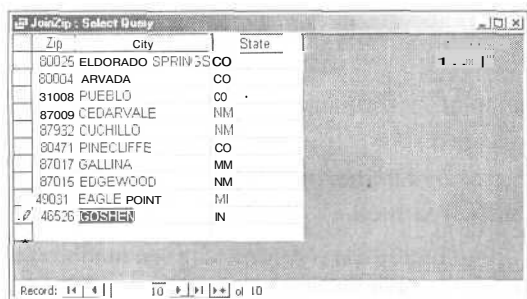 JoinZip : Select Query
Zip City State
80025 ELDORADO SPRINGS CO
80004 ARVADA CO
31008 PUEBLO CO
87009 CEDARVALE NM
87932 CUCHILLO NM
80471 PINECLIFFE CO
87017 GALLINA MM
87015 EDGEWOOD NM
49031 EAGLE POINT MI
46526 GOSHEN IN
Record: 10 of 10